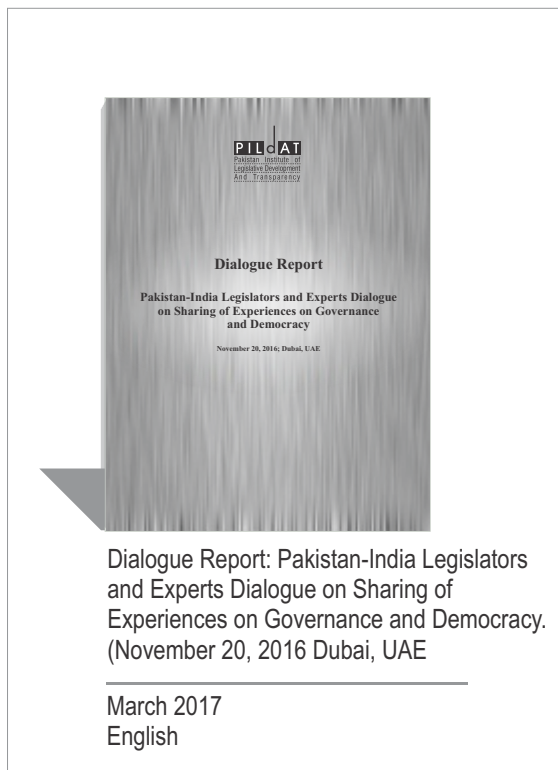 PILdAT
Pakistan Institute of
Legislative Development
And Transparency
Dialogue Report
Pakistan-India Legislators and Experts Dialogue
on Sharing of Experiences on Governance
and Democracy
November 20, 2016; Dubai, UAE
Dialogue Report: Pakistan-India Legislators
and Experts Dialogue on Sharing of
Experiences on Governance and Democracy.
(November 20, 2016 Dubai, UAE
March 2017
English